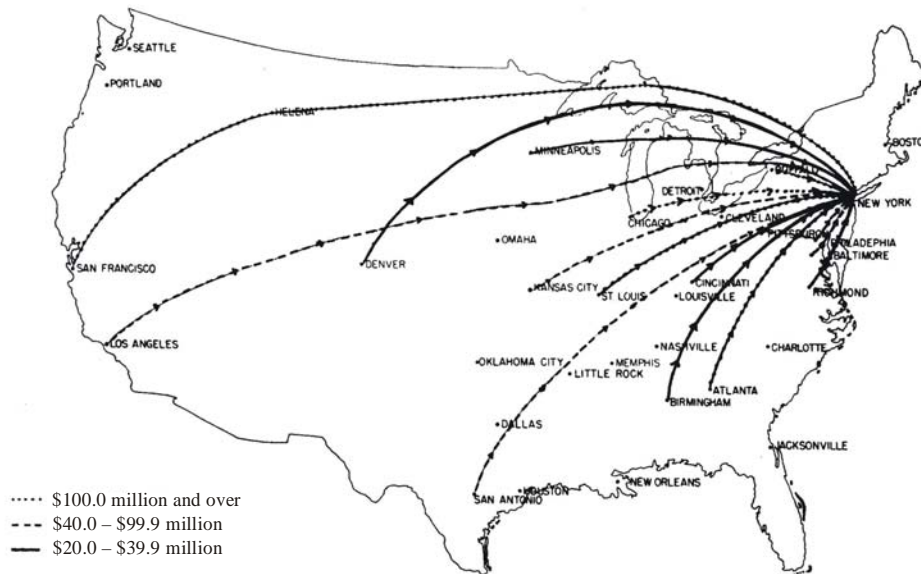 SEATTLE
PORTLAND
HELENA
BOSTON
MINNEAPOLIS
BUFFALO
DETROIT
NEW YORK
CHICAGO
CLEVELAND
PITTSBURGH
OMAHA
PHILADEPHIA
BALTIMORE
SAN FRANCISCO
DENVER
KANSAS CITY
CINCINNATI
ST LOUIS
LOUISVILLE
RICHMOND
LOS ANGELES
NASHVILLE
CHARLOTTE
OKLAHOMA CITY
MEMPHIS
LITTLE ROCK
ATLANTA
BIRMINGHAM
DALLAS
JACKSONVILLE
NEW ORLEANS
HOUSTON
SAN ANTONIO
$100.0 million and over
$40.0 – $99.9 million
$20.0 – $39.9 million